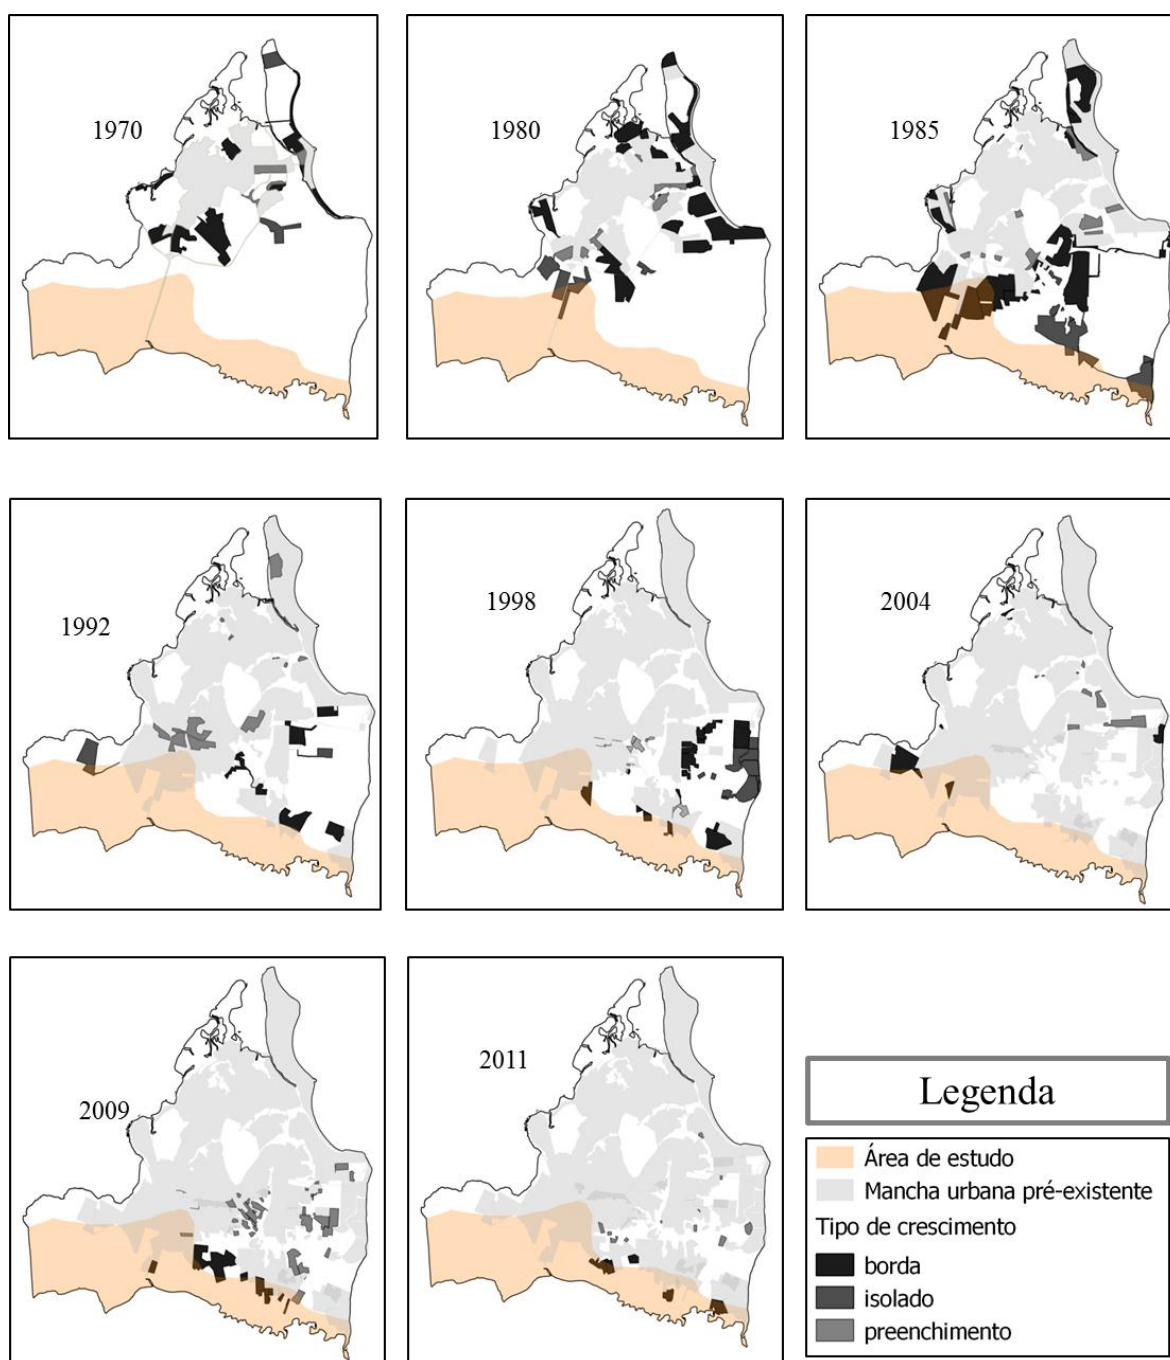 1970
1980
1985
1992
1998
2004
2009
2011
Legenda
Área de estudo
Mancha urbana pré-existente
Tipo de crescimento
borda
isolado
preenchimento